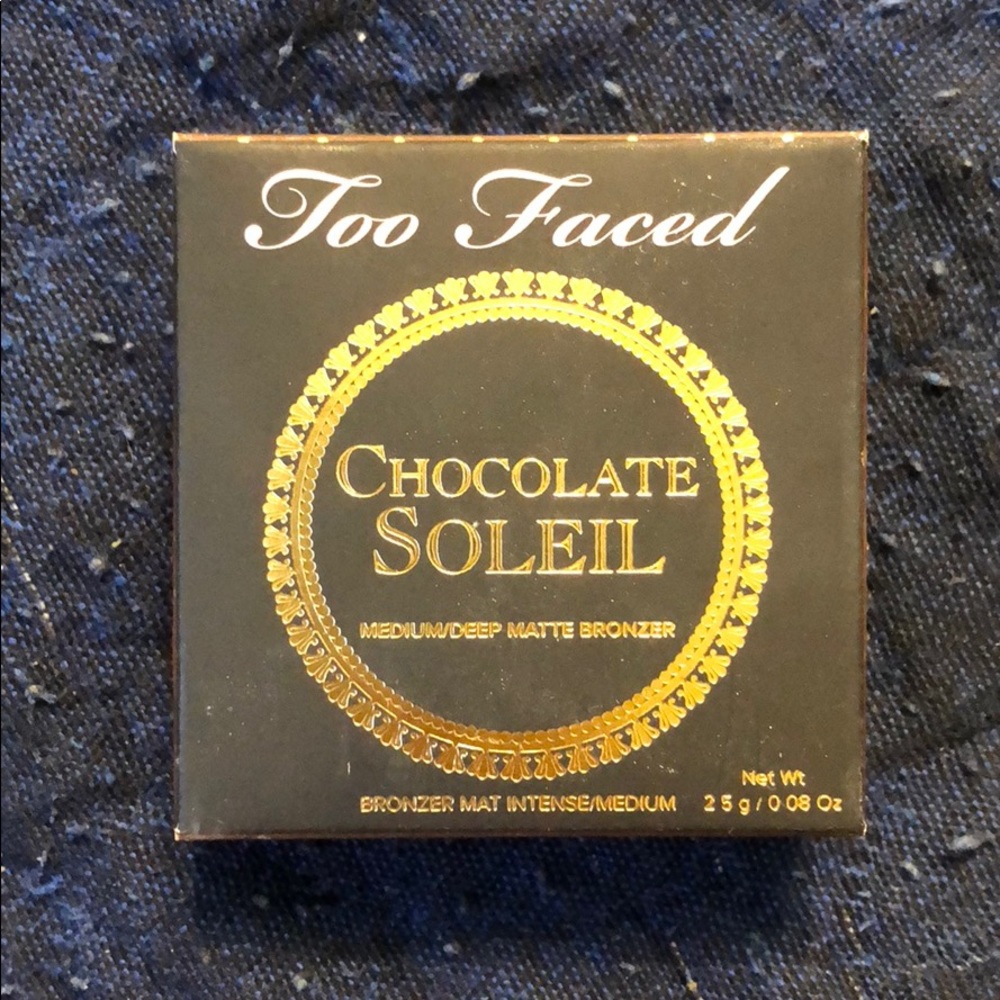 Too Faced
CHOCOLATE
SOLEIL
MEDIUM/DEEP MATTE BRONZER
Net Wt
BRONZER MAT INTENSE/MEDIUM 2.5 g / 0.08 Oz